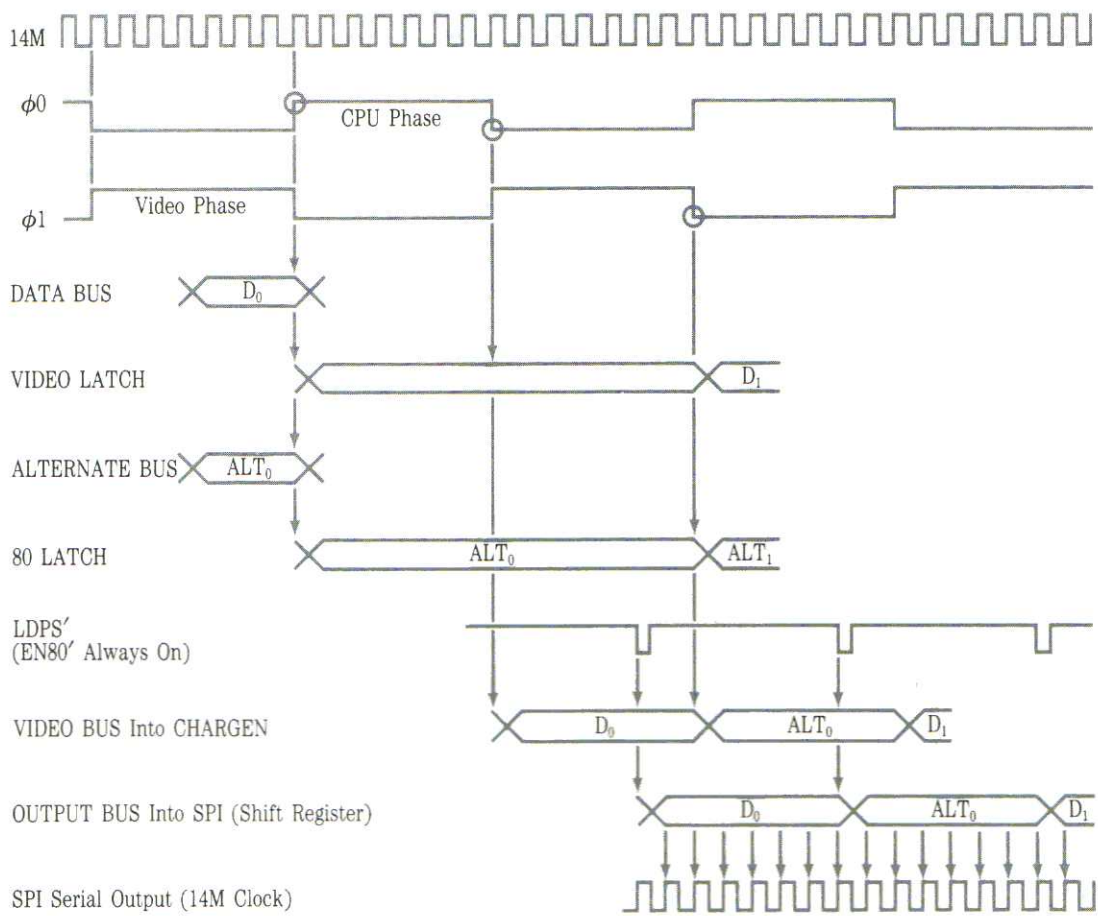 14M
ϕ0
CPU Phase
Video Phase
ϕ1
DATA BUS
D₀
VIDEO LATCH
D₁
ALTERNATE BUS
ALT₀
80 LATCH
ALT₀
ALT₁
LDPS′
(EN80′ Always On)
VIDEO BUS Into CHARGEN
D₀
ALT₀
D₁
OUTPUT BUS Into SPI (Shift Register)
D₀
ALT₀
D₁
SPI Serial Output (14M Clock)